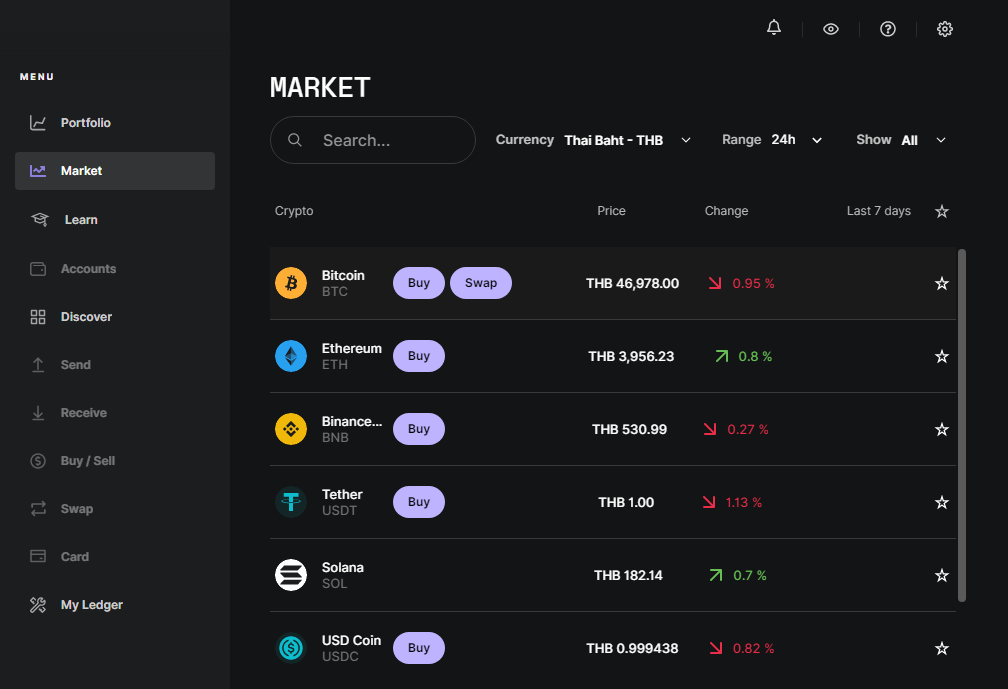 MENU
Portfolio
Market
Learn
Accounts
Discover
Send
Receive
Buy / Sell
Swap
Card
My Ledger
MARKET
Search...
Currency Thai Baht - THB
Range 24h
Show All
Crypto Price Change Last 7 days
Bitcoin
BTC
Buy Swap THB 46,978.00 0.95 %
Ethereum
ETH
Buy THB 3,956.23 0.8 %
Binance...
BNB
Buy THB 530.99 0.27 %
Tether
USDT
Buy THB 1.00 1.13 %
Solana
SOL
THB 182.14 0.7 %
USD Coin
USDC
Buy THB 0.999438 0.82 %